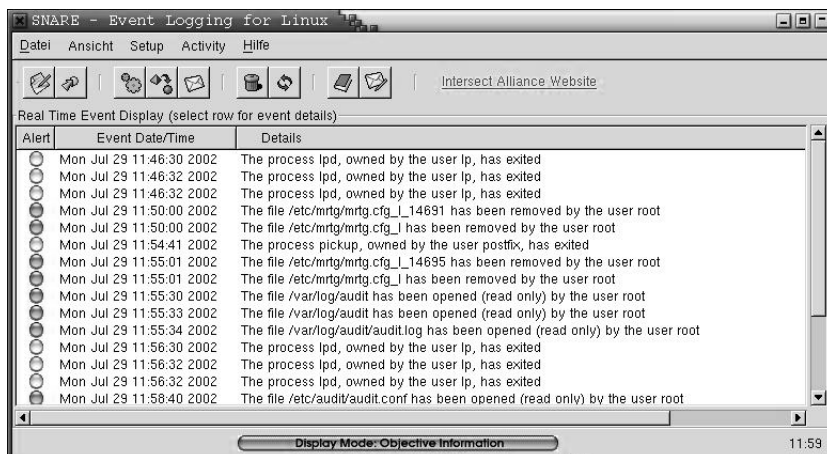 SNARE - Event Logging for Linux
Datei Ansicht Setup Activity Hilfe
Intersect Alliance Website
Real Time Event Display (select row for event details)
Alert Event Date/Time Details
Mon Jul 29 11:46:30 2002 The process lpd, owned by the user lp, has exited
Mon Jul 29 11:46:32 2002 The process lpd, owned by the user lp, has exited
Mon Jul 29 11:46:32 2002 The process lpd, owned by the user lp, has exited
Mon Jul 29 11:50:00 2002 The file /etc/mrtg/mrtg.cfg_l_14691 has been removed by the user root
Mon Jul 29 11:50:00 2002 The file /etc/mrtg/mrtg.cfg_l has been removed by the user root
Mon Jul 29 11:54:41 2002 The process pickup, owned by the user postfix, has exited
Mon Jul 29 11:55:01 2002 The file /etc/mrtg/mrtg.cfg_l_14695 has been removed by the user root
Mon Jul 29 11:55:01 2002 The file /etc/mrtg/mrtg.cfg_l has been removed by the user root
Mon Jul 29 11:55:30 2002 The file /var/log/audit has been opened (read only) by the user root
Mon Jul 29 11:55:33 2002 The file /var/log/audit has been opened (read only) by the user root
Mon Jul 29 11:55:34 2002 The file /var/log/audit/audit.log has been opened (read only) by the user root
Mon Jul 29 11:56:30 2002 The process lpd, owned by the user lp, has exited
Mon Jul 29 11:56:32 2002 The process lpd, owned by the user lp, has exited
Mon Jul 29 11:56:32 2002 The process lpd, owned by the user lp, has exited
Mon Jul 29 11:58:40 2002 The file /etc/audit/audit.conf has been opened (read only) by the user root
Display Mode: Objective Information
11:59